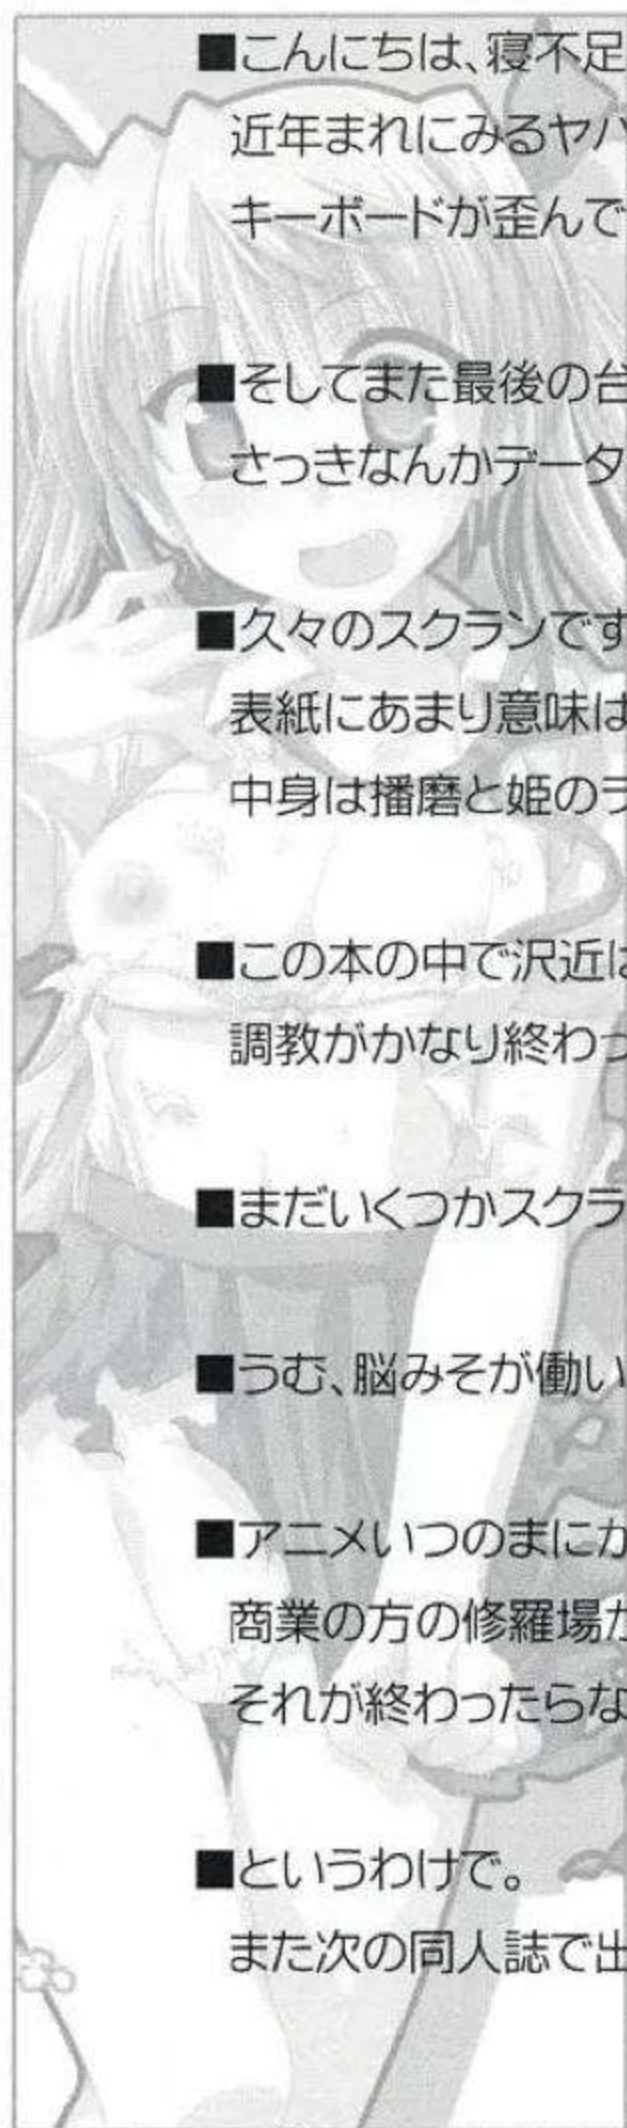 ■こんにちは、寝不足
近年まれにみるヤバ
キーボードが歪んで
■そしてまた最後の台
さっきなんかデータ
■久々のスクランです
表紙にあまり意味は
中身は播磨と姫のラ
■この本の中で沢近は
調教がかなり終わっ
■まだいくつかスクラ
■うむ、脳みそが働い
■アニメいつのまにか
商業の方の修羅場が
それが終わったらな
■というわけで。
また次の同人誌で出